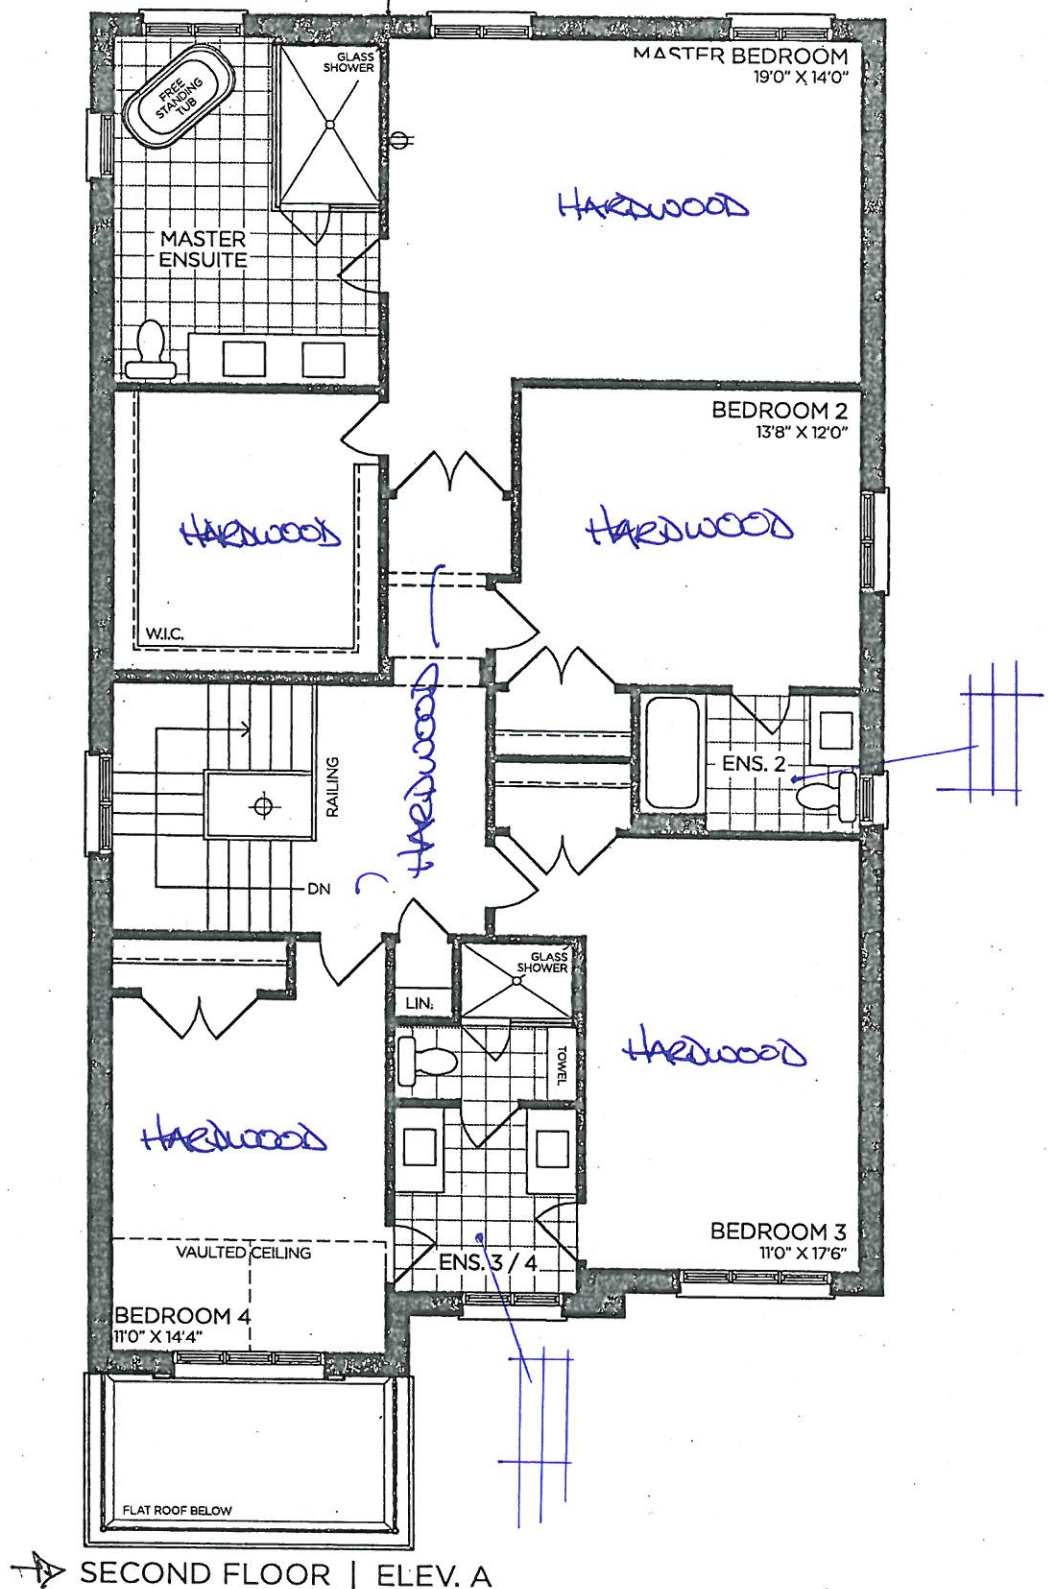 GLASS
SHOWER
MASTER BEDROOM
19'0" X 14'0"
FREE
STANDING
TUB
HARDWOOD
MASTER
ENSUITE
BEDROOM 2
13'8" X 12'0"
HARDWOOD
HARDWOOD
W.I.C.
HARDWOOD
RAILING
ENS. 2
DN
GLASS
SHOWER
LIN.
TOWEL
HARDWOOD
HARDWOOD
BEDROOM 3
11'0" X 17'6"
VAULTED CEILING
ENS. 3 / 4
BEDROOM 4
11'0" X 14'4"
FLAT ROOF BELOW
SECOND FLOOR | ELEV. A